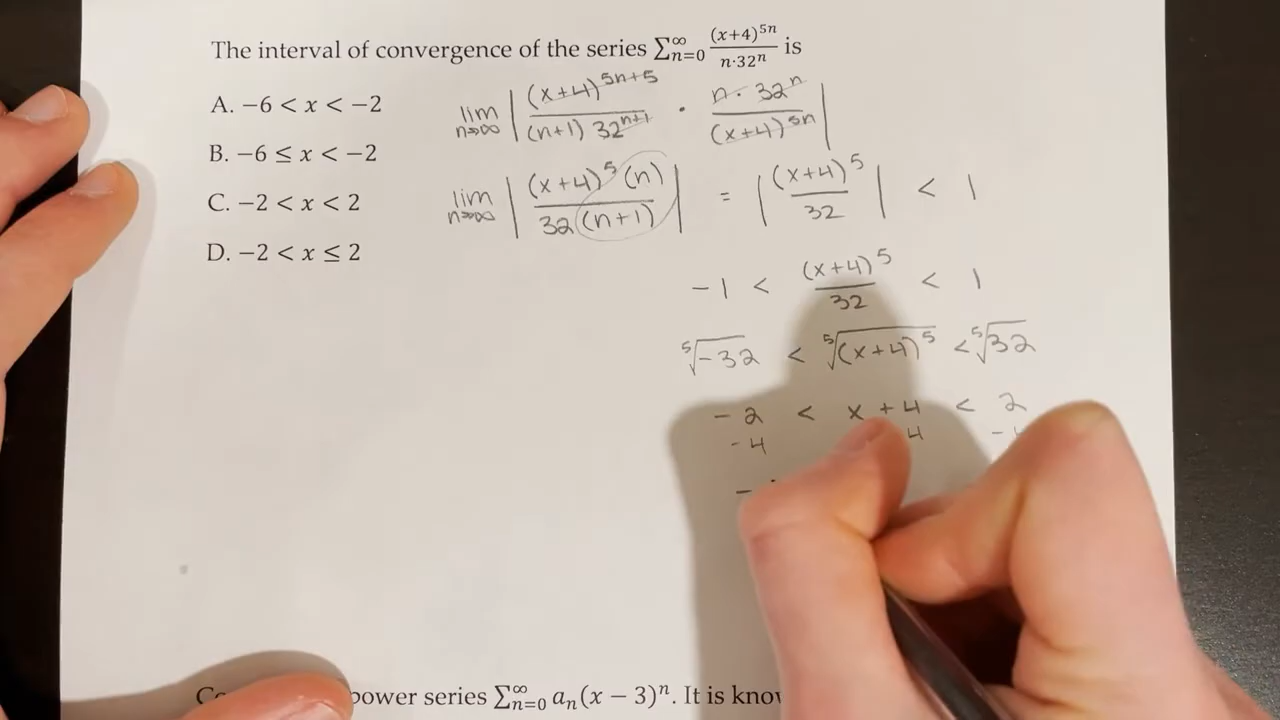 The interval of convergence of the series ∑_{n=0}^{∞} (x+4)^{5n} / (n·32^n) is
A. −6 < x < −2
B. −6 ≤ x < −2
C. −2 < x < 2
D. −2 < x ≤ 2
lim n→∞ | (x+4)^{5n+5} / ((n+1) 32^{n+1}) · (n · 32^n) / (x+4)^{5n} |
lim n→∞ | (x+4)^5 (n) / (32 (n+1)) | = | (x+4)^5 / 32 | < 1
-1 < (x+4)^5 / 32 < 1
⁵√-32 < ⁵√(x+4)^5 < ⁵√32
-2 < x+4 < 2
-4 4 -
-
power series ∑_{n=0}^{∞} a_n(x − 3)^n. It is